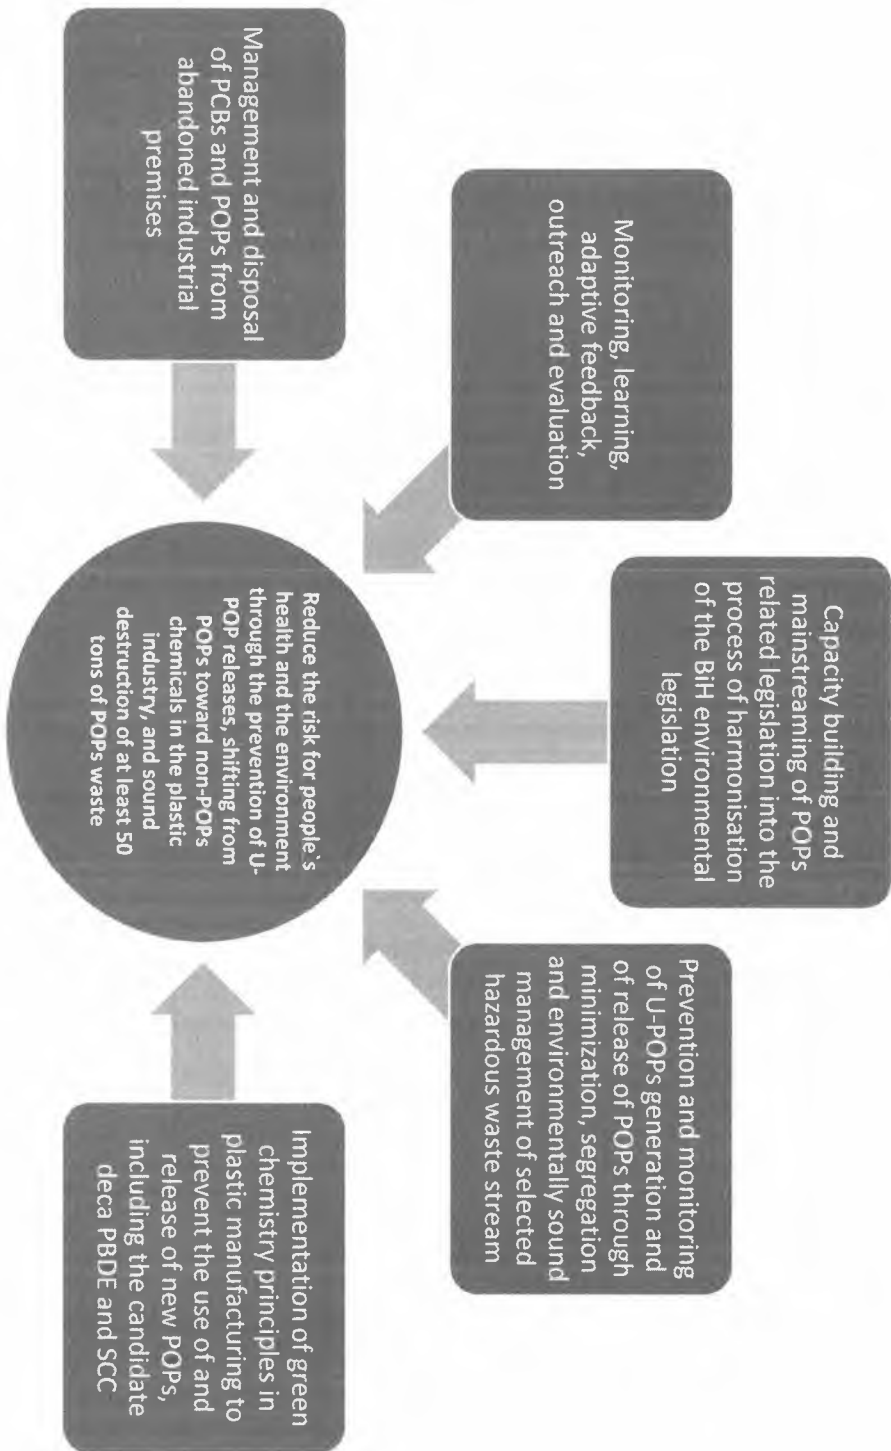 Capacity building and
mainstreaming of POPs
related legislation into the
process of harmonisation
of the BiH environmental
legislation
Monitoring, learning,
adaptive feedback,
outreach and evaluation
Prevention and monitoring
of U-POPs generation and
of release of POPs through
minimization, segregation
and environmentally sound
management of selected
hazardous waste stream
Management and disposal
of PCBs and POPs from
abandoned industrial
premises
Reduce the risk for people`s
health and the environment
through the prevention of U-
POP releases, shifting from
POPs toward non-POPs
chemicals in the plastic
industry, and sound
destruction of at least 50
tons of POPs waste
Implementation of green
chemistry principles in
plastic manufacturing to
prevent the use of and
release of new POPs,
including the candidate
deca PBDE and SCC